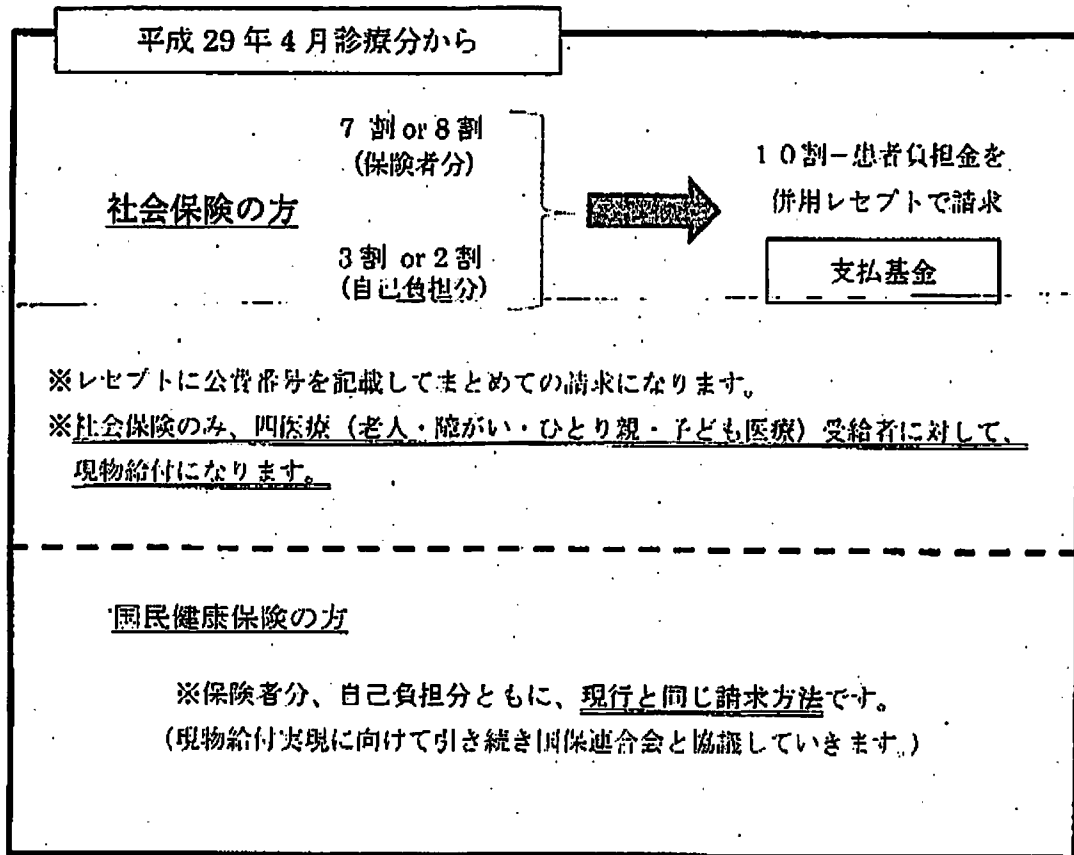 平成29年4月診療分から
7割or8割
(保険者分)
社会保険の方
3割 or 2割
(自己負担分)
10割−患者負担金を
併用レセプトで請求
支払基金
※レセプトに公費番号を記載してまとめての請求になります。
※社会保険のみ、四医療（老人・障がい・ひとり親・子ども医療）受給者に対して、
現物給付になります。
国民健康保険の方
※保険者分、自己負担分ともに、現行と同じ請求方法です。
(現物給付実現に向けて引き続き国保連合会と協議していきます。)